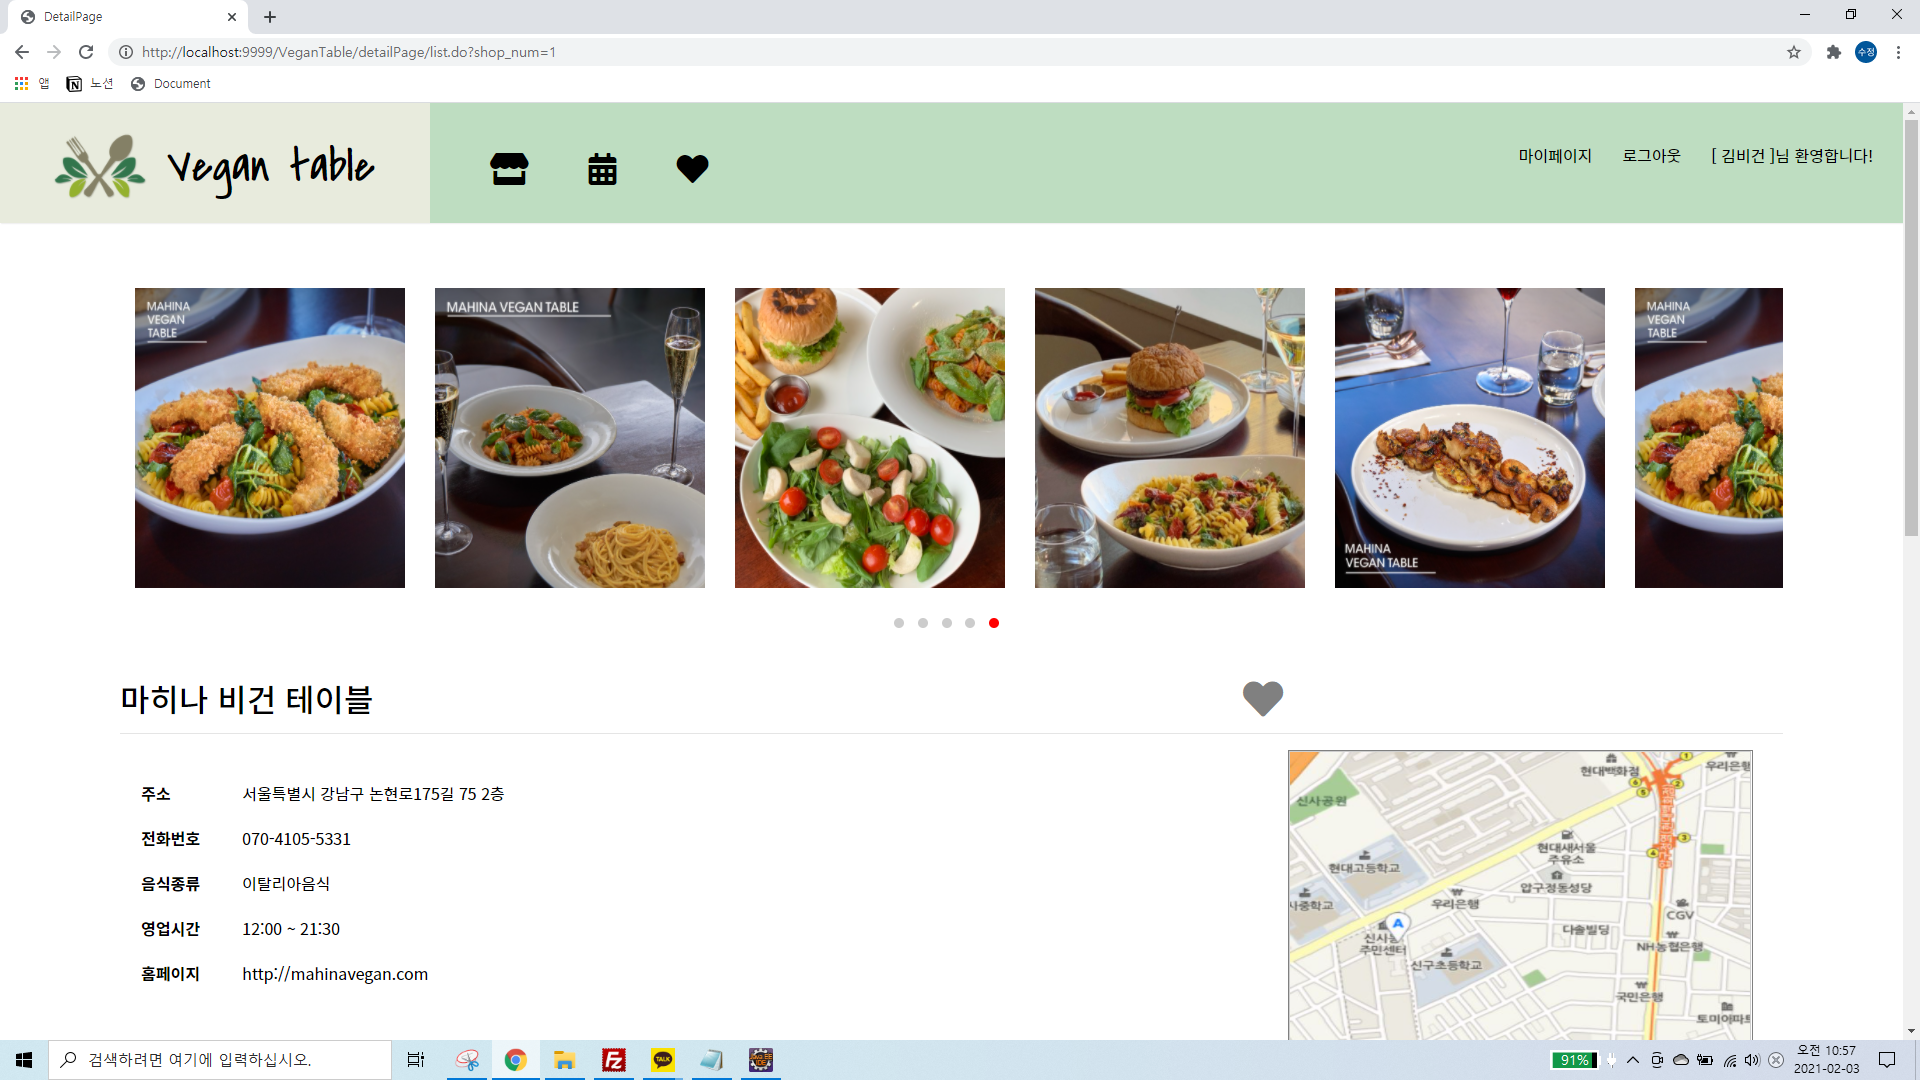 DetailPage
http://localhost:9999/VeganTable/detailPage/list.do?shop_num=1
수정
앱
노션
Document
Vegan table
마이페이지
로그아웃
[ 김비건 ]님 환영합니다!
MAHINA
VEGAN
TABLE
MAHINA VEGAN TABLE
MAHINA
VEGAN TABLE
MAHINA
VEGAN
TABLE
마히나 비건 테이블
주소 서울특별시 강남구 논현로175길 75 2층
전화번호 070-4105-5331
음식종류 이탈리아음식
영업시간 12:00 ~ 21:30
홈페이지 http://mahinavegan.com
현대백화점
우리은행
1
6
2
5
신사공원
3
4
현대새서울
주유소
현대고등학교
압구정동성당
사중학교
우리은행
CGV
A
다솔빌딩
신사동
주민센터
NH농협은행
신구초등학교
국민은행
토미아파트
검색하려면 여기에 입력하십시오.
TALK
91%
오전 10:57
2021-02-03